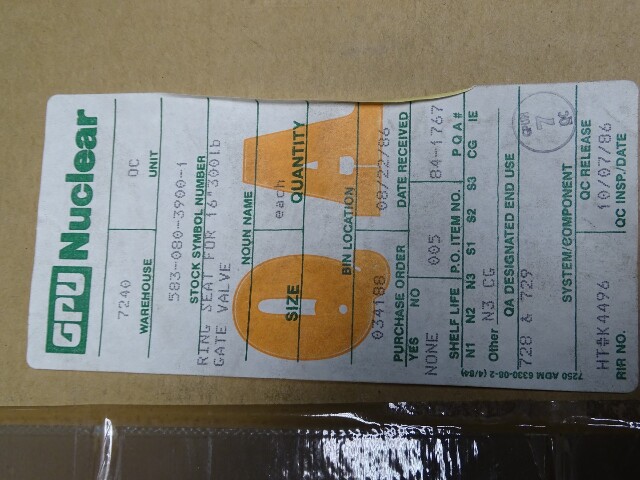 GPU Nuclear
7240 OC
WAREHOUSE UNIT
583-080-3900-1
STOCK SYMBOL NUMBER
RING SEAT FOR 16"300lb
GATE VALVE
NOUN NAME
each
SIZE QUANTITY
BIN LOCATION
QA
034188 08/22/86
PURCHASE ORDER DATE RECEIVED
YES NO
NONE 005 84-1767
SHELF LIFE P.O. ITEM NO. P Q A #
N1 N2 N3 S1 S2 S3 CG IE
Other N3 CG
QA DESIGNATED END USE
728 & 729
SYSTEM/COMPONENT
7
QC
QC RELEASE
HT#K4496 10/07/86
RIR NO. QC INSP./DATE
7250 ADM 6330-08-2 (4/84)